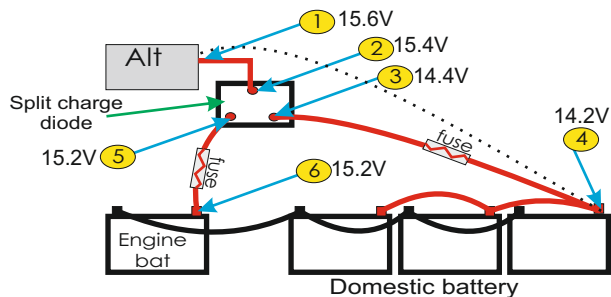 1 15.6V
Alt
2 15.4V
3 14.4V
Split charge
diode
14.2V
4
15.2V 5
fuse
fuse
6 15.2V
Engine
bat
Domestic battery